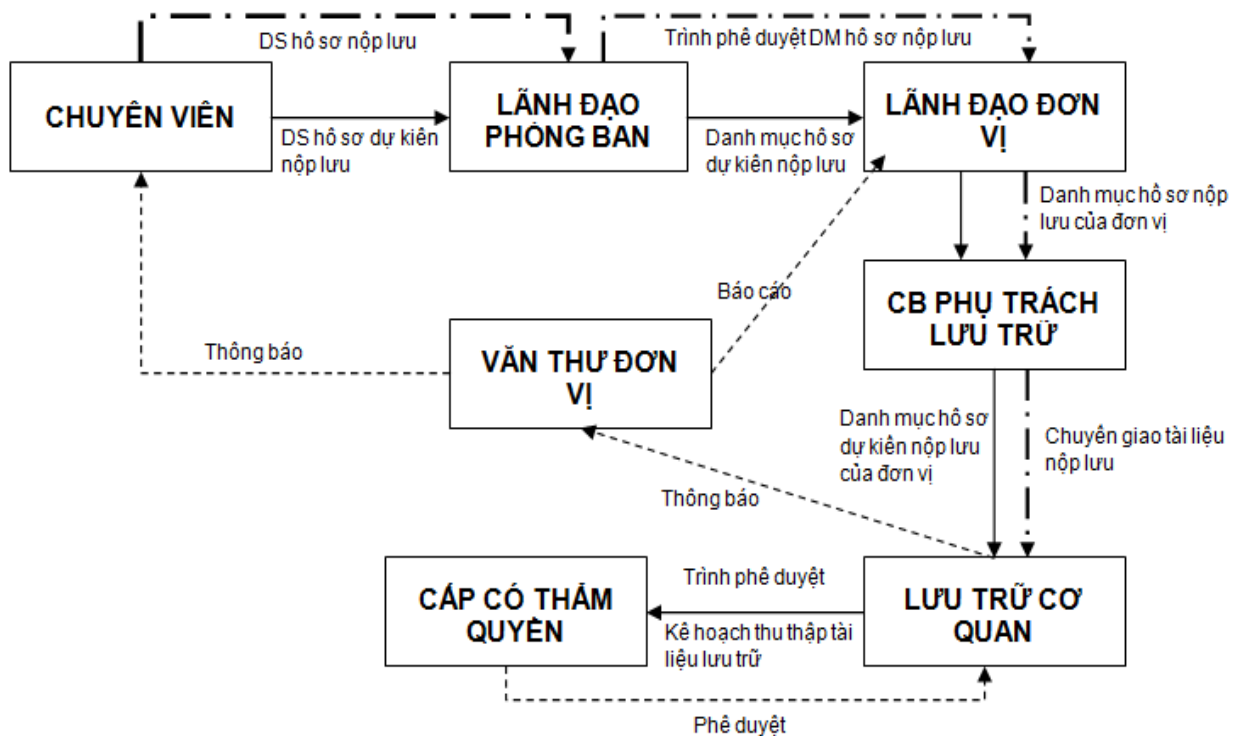 DS hồ sơ nộp lưu
Trình phê duyệt DM hồ sơ nộp lưu
CHUYÊN VIÊN
LÃNH ĐẠO
PHÒNG BAN
LÃNH ĐẠO ĐƠN
VỊ
DS hồ sơ dự kiến
nộp lưu
Danh mục hồ sơ
dự kiến nộp lưu
Danh mục hồ sơ nộp
lưu của đơn vị
Báo cáo
CB PHỤ TRÁCH
LƯU TRỮ
Thông báo
VĂN THƯ ĐƠN
VỊ
Danh mục hồ sơ
dự kiến nộp lưu
của đơn vị
Chuyển giao tài liệu
nộp lưu
Thông báo
Trình phê duyệt
CẤP CÓ THẨM
QUYỀN
LƯU TRỮ CƠ
QUAN
Kế hoạch thu thập tài
liệu lưu trữ
Phê duyệt